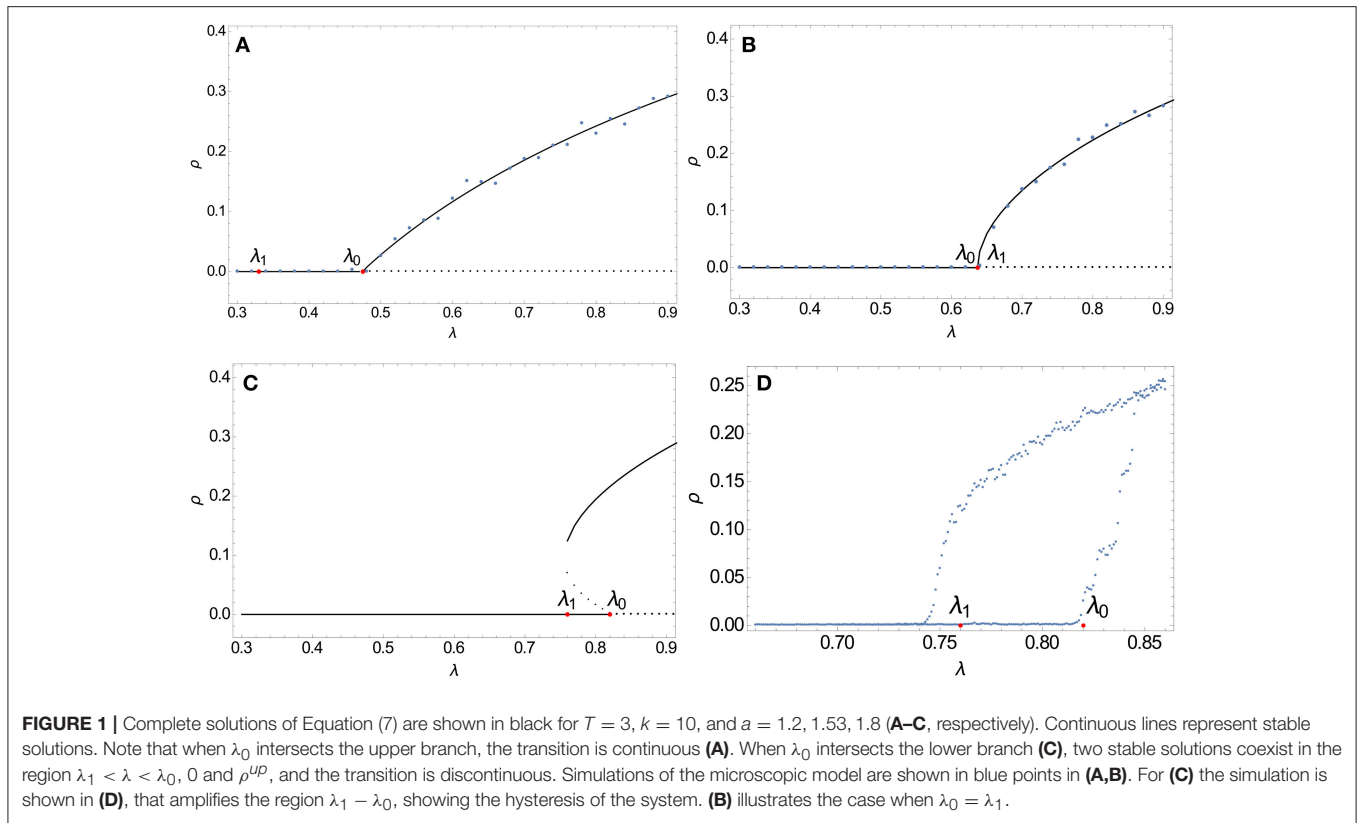 A
0.4
0.3
0.2
0.1
0.0
ρ
λ1
λ0
0.3 0.4 0.5 0.6 0.7 0.8 0.9
λ
B
0.4
0.3
0.2
0.1
0.0
ρ
λ0 λ1
0.3 0.4 0.5 0.6 0.7 0.8 0.9
λ
C
0.4
0.3
0.2
0.1
0.0
ρ
λ1 λ0
0.3 0.4 0.5 0.6 0.7 0.8 0.9
λ
D
0.25
0.20
0.15
0.10
0.05
0.00
ρ
λ1
λ0
0.70 0.75 0.80 0.85
λ
FIGURE 1 | Complete solutions of Equation (7) are shown in black for T = 3, k = 10, and a = 1.2, 1.53, 1.8 (A–C, respectively). Continuous lines represent stable
solutions. Note that when λ0 intersects the upper branch, the transition is continuous (A). When λ0 intersects the lower branch (C), two stable solutions coexist in the
region λ1 < λ < λ0, 0 and ρ^up, and the transition is discontinuous. Simulations of the microscopic model are shown in blue points in (A,B). For (C) the simulation is
shown in (D), that amplifies the region λ1 − λ0, showing the hysteresis of the system. (B) illustrates the case when λ0 = λ1.